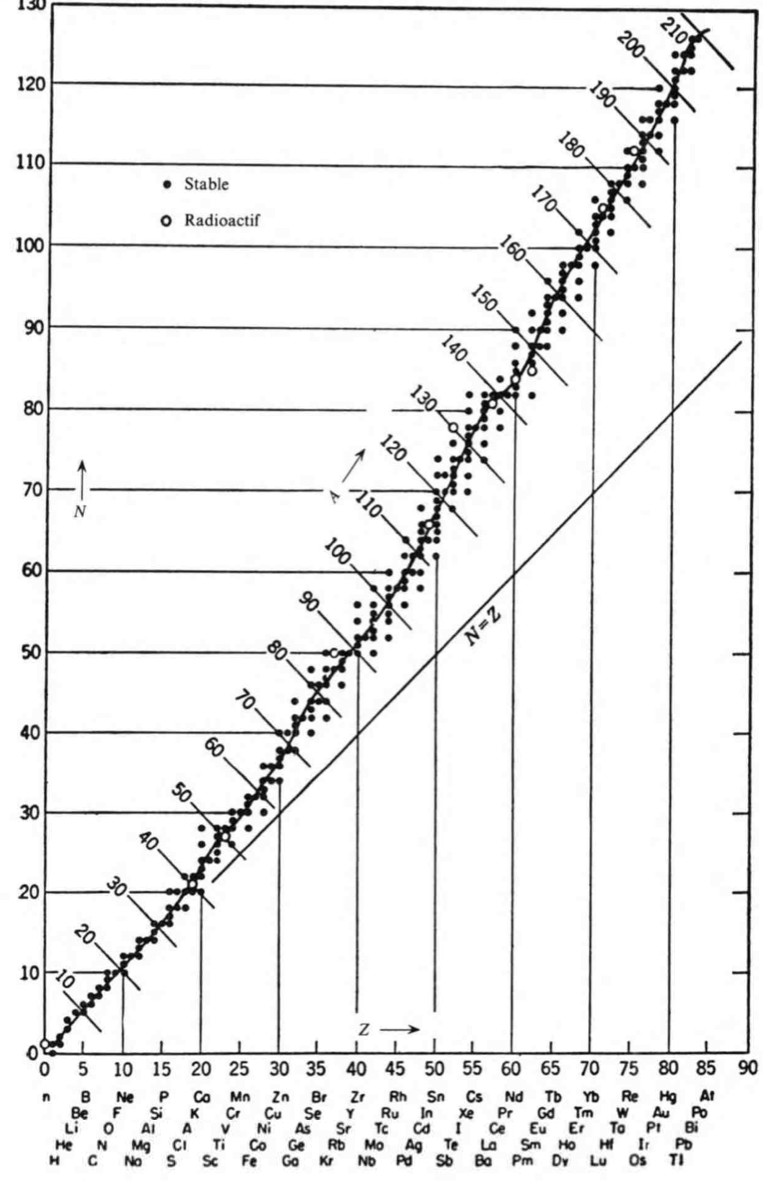 130
210
200
120
190
180
110
Stable
Radioactif
170
100
160
150
90
140
80
130
120
70
N
A
110
60
100
90
50
80
N=Z
70
40
60
50
30
40
30
20
20
10
10
Z
0
0 5 10 15 20 25 30 35 40 45 50 55 60 65 70 75 80 85 90
n B Ne P Ca Mn Zn Br Zr Rh Sn Cs Nd Tb Yb Re Hg At
Be F Si K Cr Cu Se Y Ru In Xe Pr Gd Tm W Au Po
Li O Al A V Ni As Sr Tc Cd I Ce Eu Er Ta Pt Bi
He N Mg Cl Ti Co Ge Rb Mo Ag Te La Sm Ho Hf Ir Pb
H C Na S Sc Fe Ga Kr Nb Pd Sb Ba Pm Dy Lu Os Tl